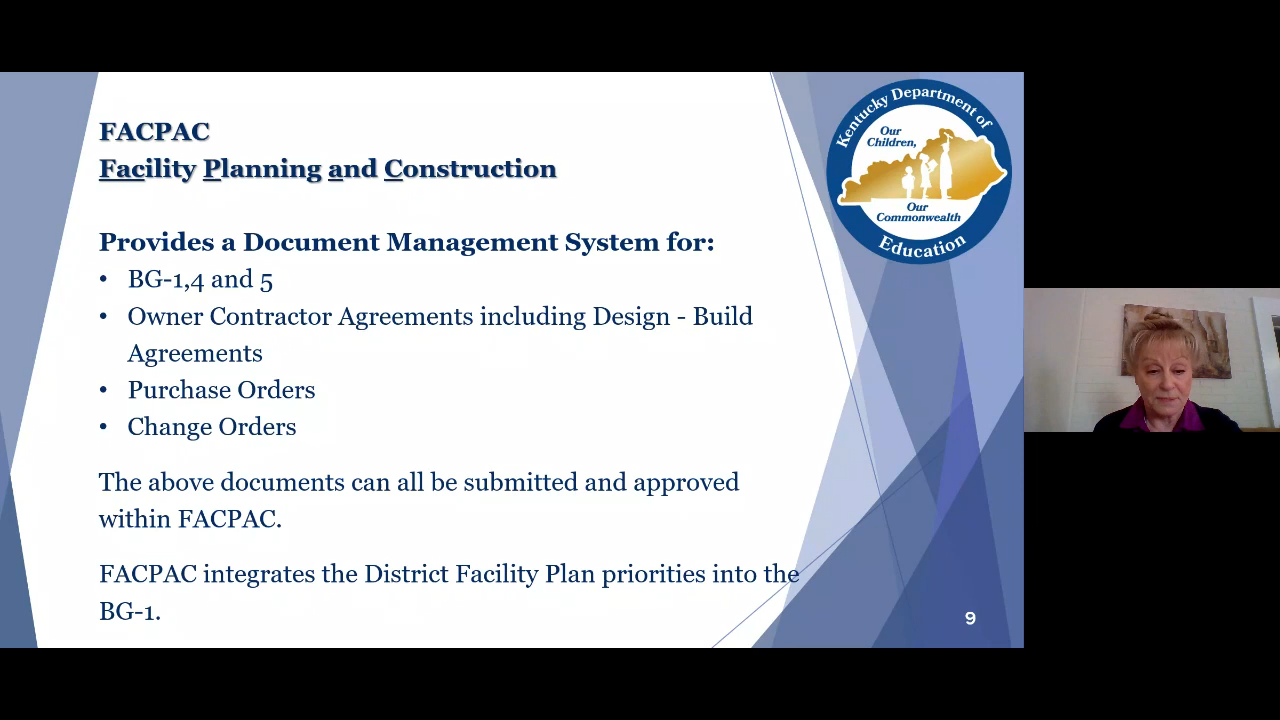 FACPAC
Facility Planning and Construction
Provides a Document Management System for:
• BG-1,4 and 5
• Owner Contractor Agreements including Design - Build
Agreements
• Purchase Orders
• Change Orders
The above documents can all be submitted and approved
within FACPAC.
FACPAC integrates the District Facility Plan priorities into the
BG-1.
Kentucky Department of
Our
Children,
Our
Commonwealth
Education
9